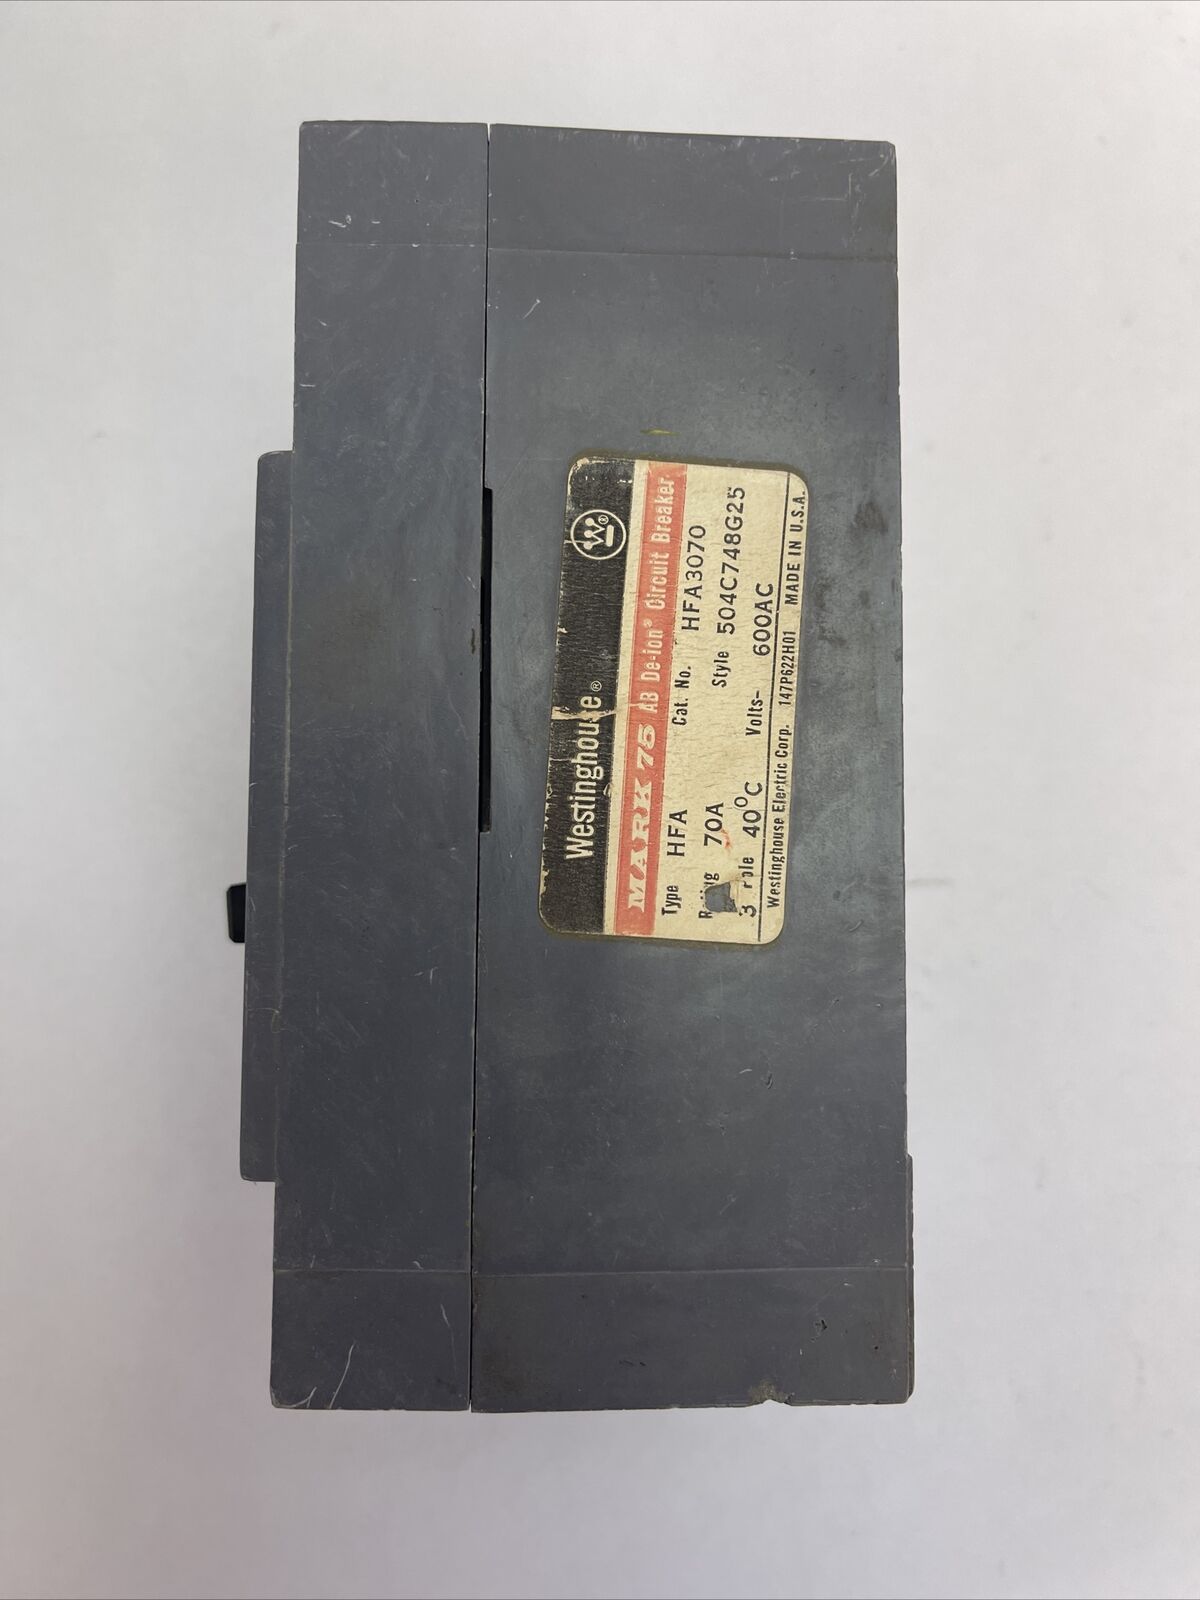 Westinghouse® W®
MARK 75 AB De-ion® Circuit Breaker
Type HFA Cat. No. HFA3070
70A Style 504C748G25
3 40°C Volts- 600AC
Westinghouse Electric Corp. 147P622H01 MADE IN U.S.A.